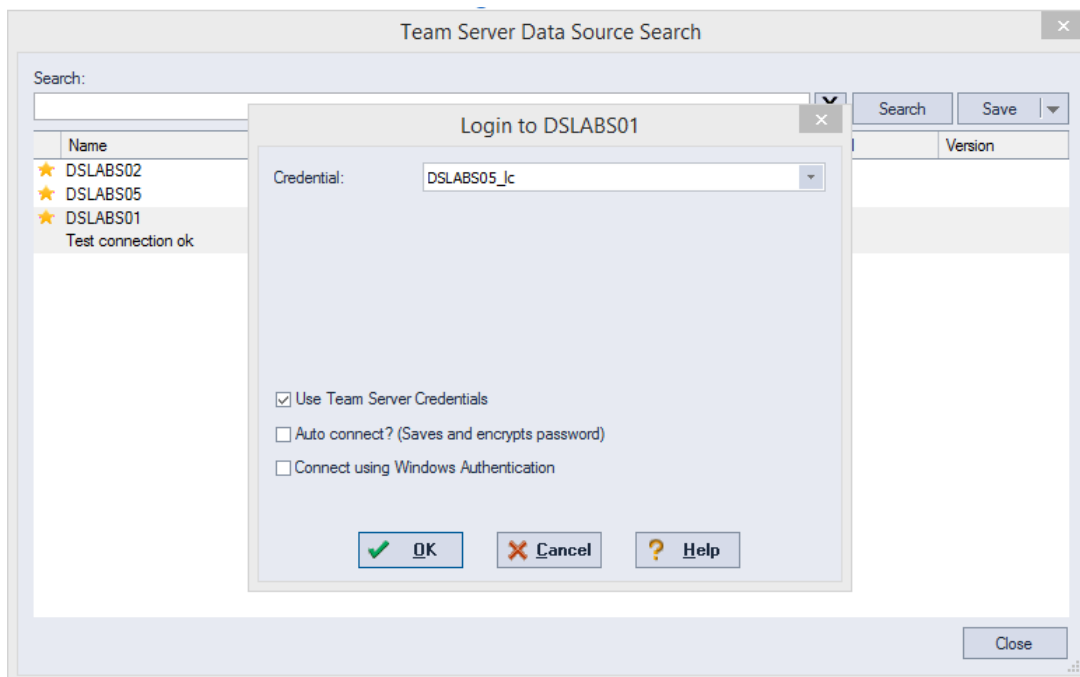 Team Server Data Source Search
Search:
Search
Save
Login to DSLABS01
Name
Version
DSLABS02
DSLABS05
DSLABS01
Test connection ok
Credential:
DSLABS05_lc
Use Team Server Credentials
Auto connect? (Saves and encrypts password)
Connect using Windows Authentication
OK
Cancel
Help
Close